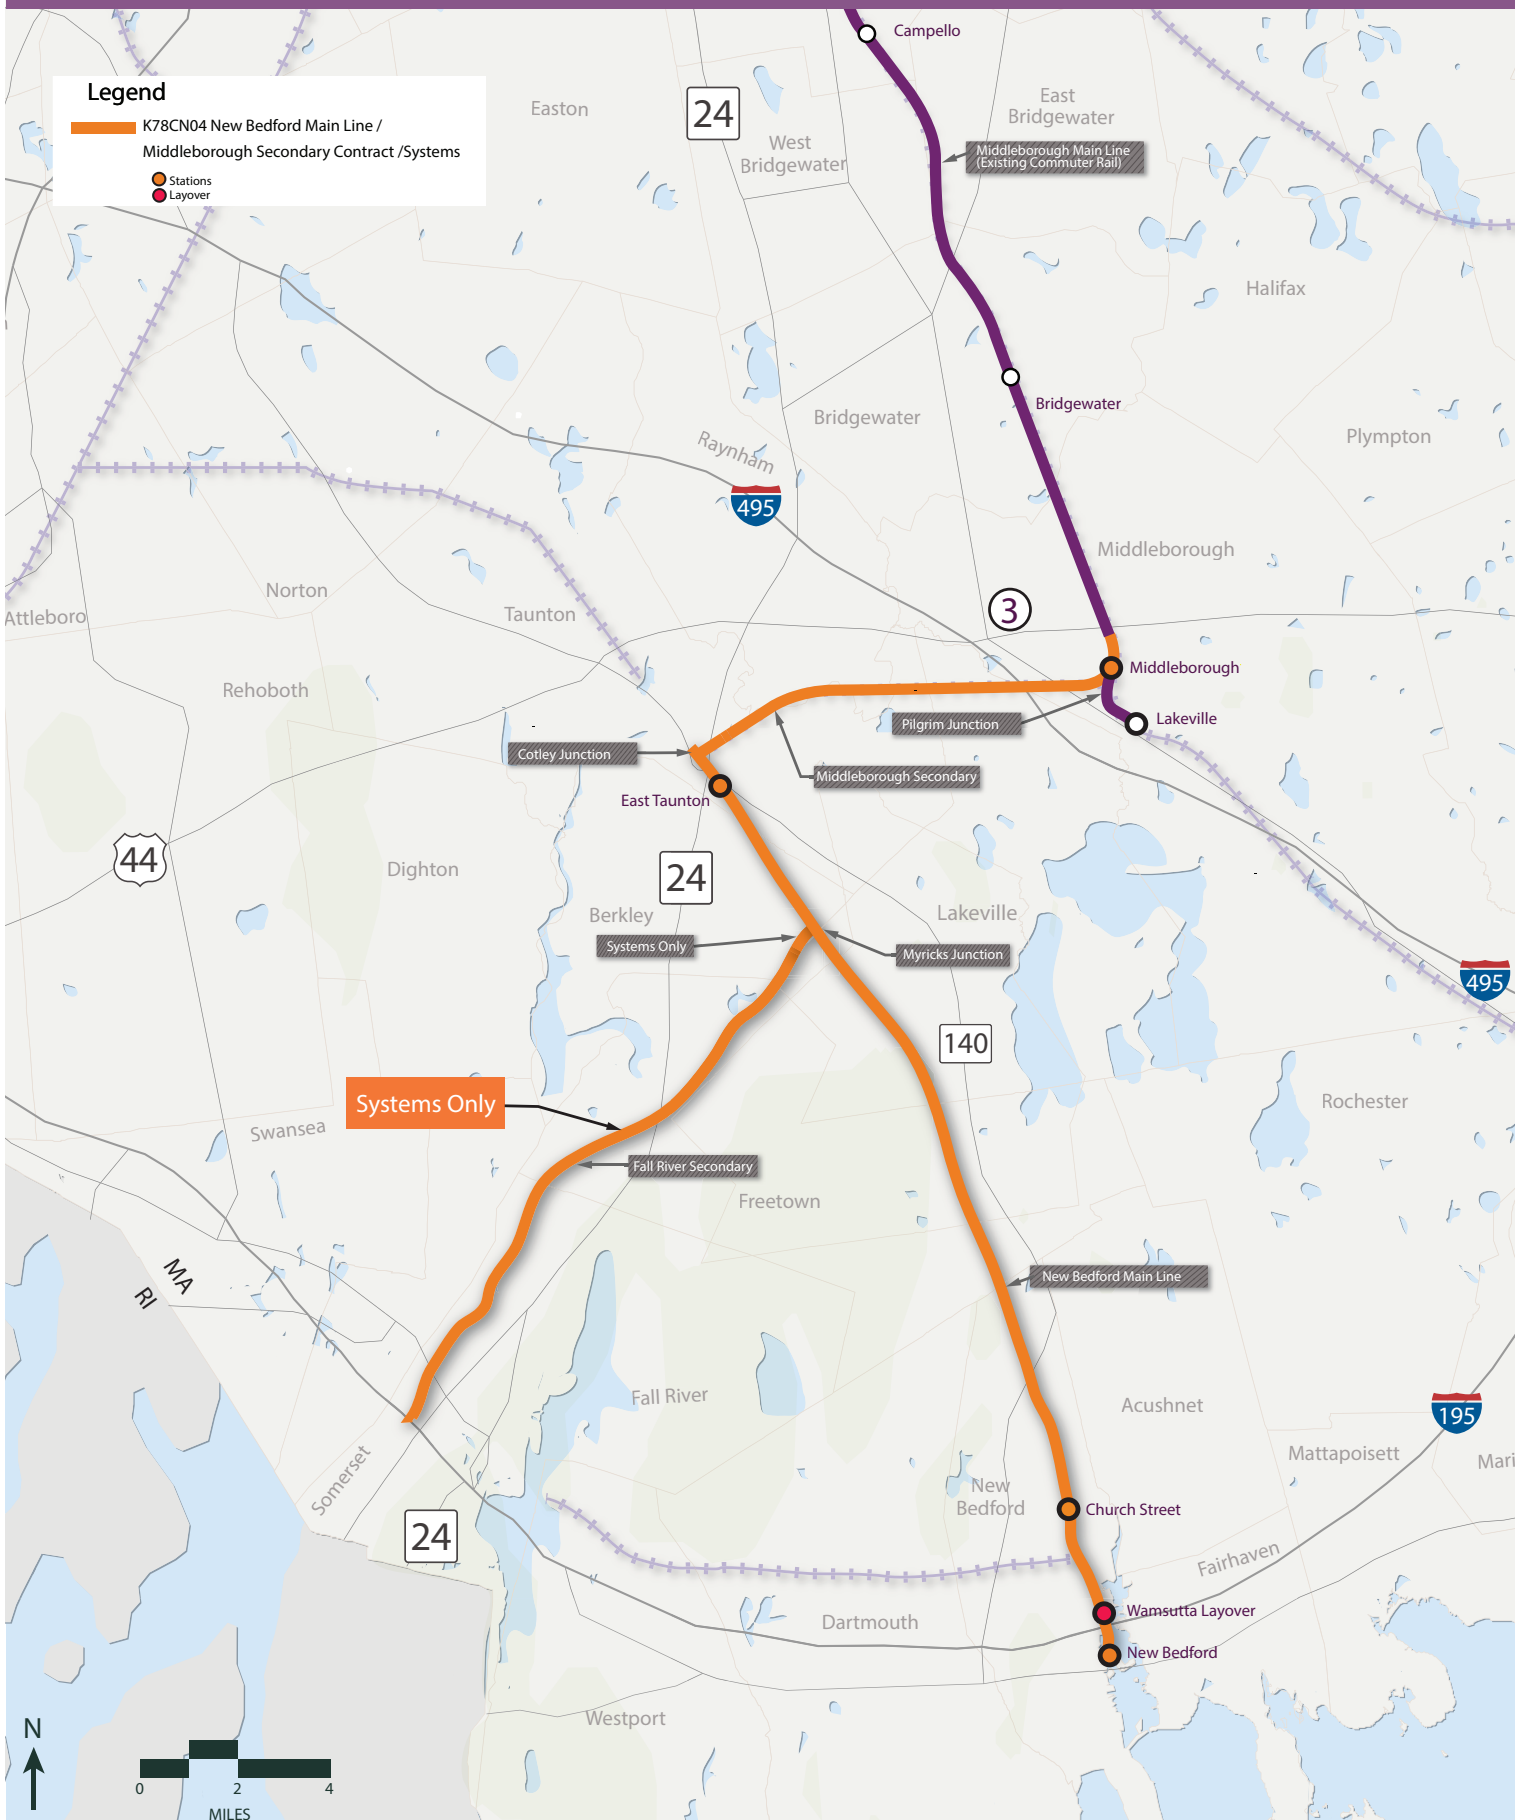 Campello
Legend
K78CN04 New Bedford Main Line /
Middleborough Secondary Contract /Systems
Stations
Layover
Easton
24
East
Bridgewater
West
Bridgewater
Middleborough Main Line
(Existing Commuter Rail)
Halifax
Bridgewater
Bridgewater
Plympton
Raynham
495
Middleborough
Norton
Attleboro
Taunton
3
Middleborough
Rehoboth
Lakeville
Pilgrim Junction
Cotley Junction
Middleborough Secondary
East Taunton
44
Dighton
24
Berkley
Lakeville
Systems Only
Myricks Junction
495
140
Systems Only
Rochester
Swansea
Fall River Secondary
Freetown
MA
RI
New Bedford Main Line
Fall River
Acushnet
195
Mattapoisett
Mari
Somerset
New
Bedford
Church Street
24
Fairhaven
Wamsutta Layover
Dartmouth
New Bedford
Westport
N
0
2
4
MILES